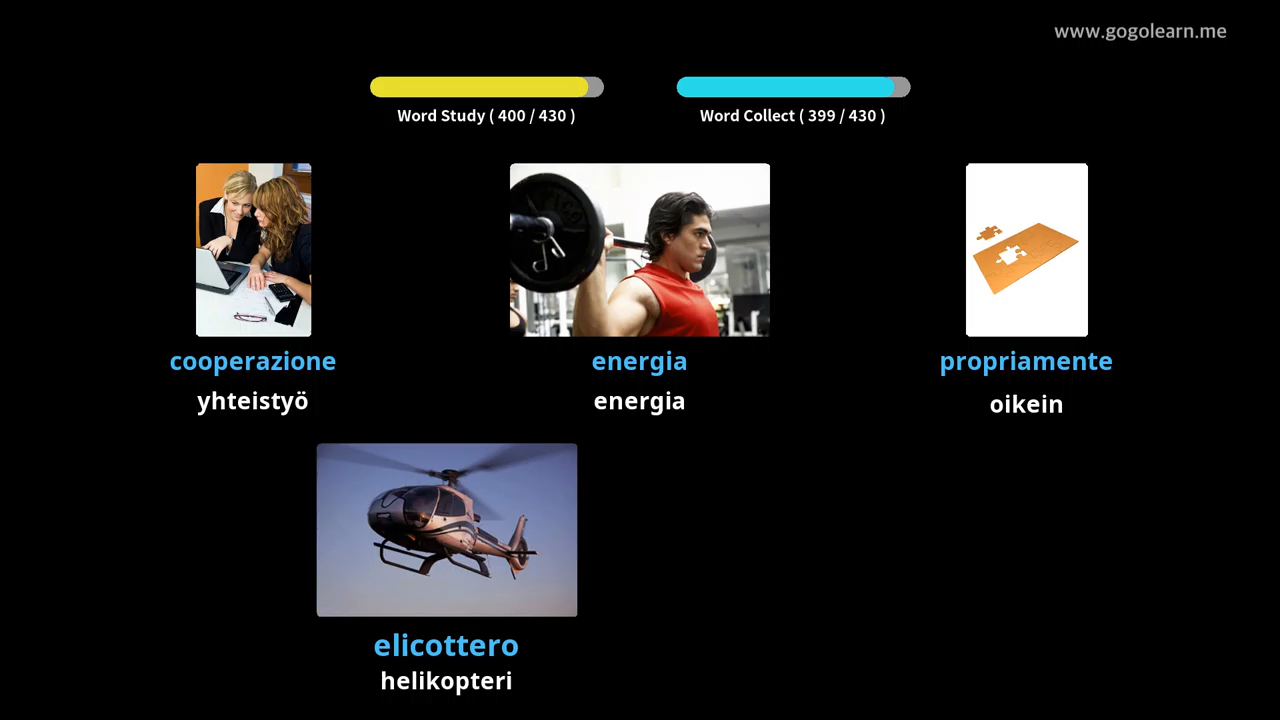 www.gogolearn.me
Word Study ( 400 / 430 )
Word Collect ( 399 / 430 )
cooperazione
yhteistyö
energia
energia
propriamente
oikein
elicottero
helikopteri